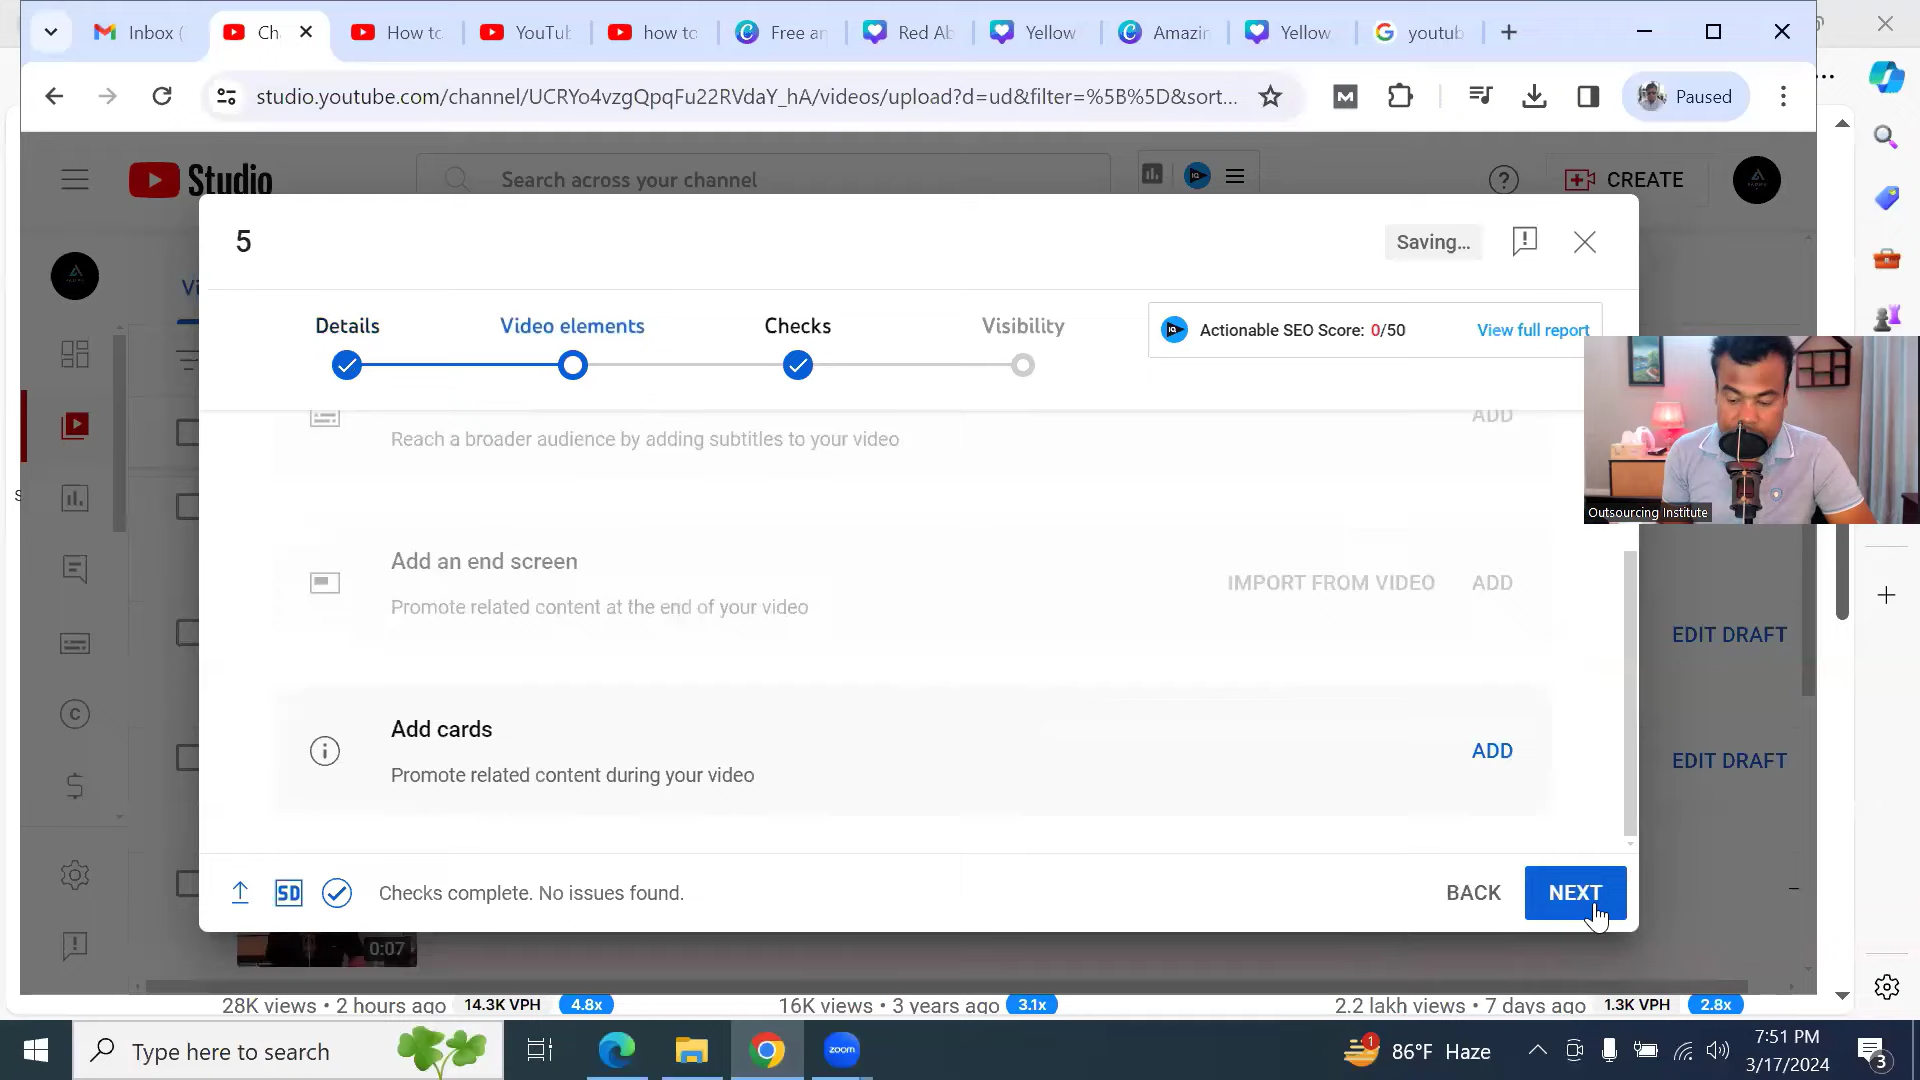 Inbox (
Ch
How to
YouTub
how to
Free an
Red Ab
Yellow
Amazin
Yellow
youtub
studio.youtube.com/channel/UCRYo4vzgQpqFu22RVdaY_hA/videos/upload?d=ud&filter=%5B%5D&sort...
Paused
Studio
Search across your channel
CREATE
5
Saving...
Details
Video elements
Checks
Visibility
Actionable SEO Score: 0/50
View full report
ADD
Reach a broader audience by adding subtitles to your video
Outsourcing Institute
Add an end screen
IMPORT FROM VIDEO
ADD
Promote related content at the end of your video
EDIT DRAFT
Add cards
ADD
Promote related content during your video
EDIT DRAFT
SD
Checks complete. No issues found.
BACK
NEXT
0:07
28K views • 2 hours ago
14.3K VPH
4.8x
16K views • 3 years ago
3.1x
2.2 lakh views • 7 days ago
1.3K VPH
2.8x
Type here to search
zoom
1
86°F Haze
7:51 PM
3/17/2024
3